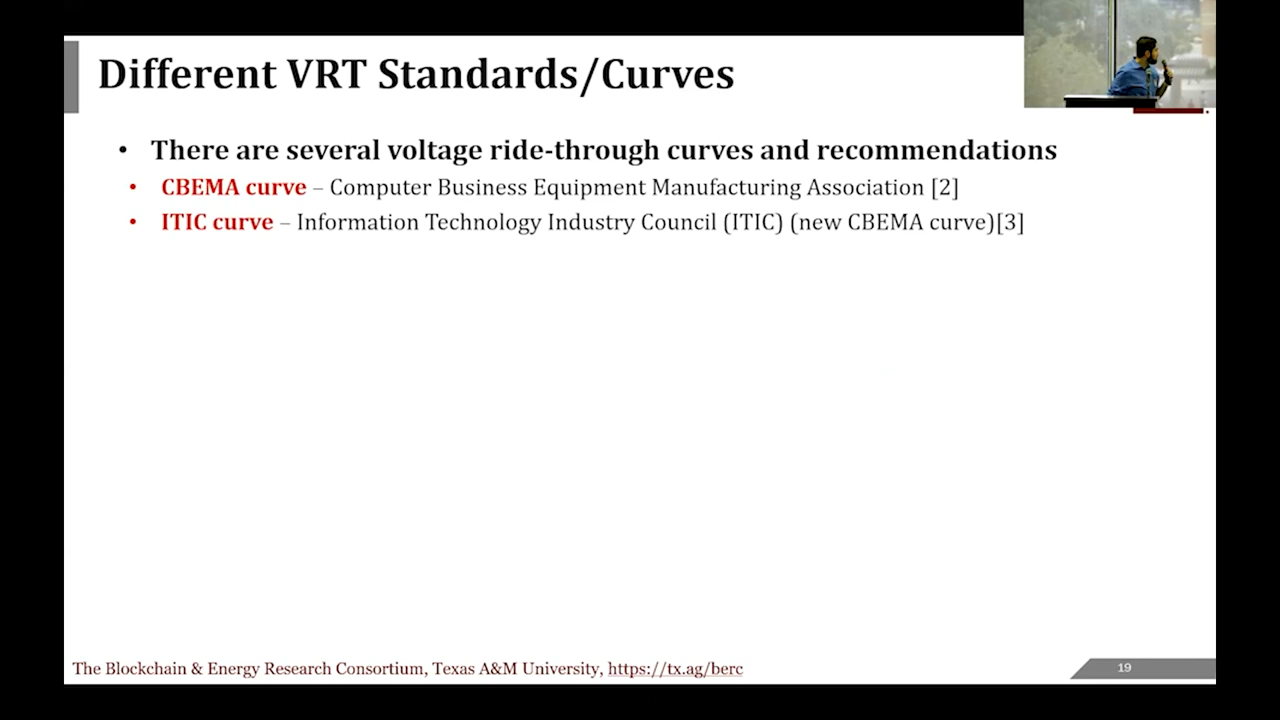 Different VRT Standards/Curves
• There are several voltage ride-through curves and recommendations
• CBEMA curve – Computer Business Equipment Manufacturing Association [2]
• ITIC curve – Information Technology Industry Council (ITIC) (new CBEMA curve)[3]
The Blockchain & Energy Research Consortium, Texas A&M University, https://tx.ag/berc
19